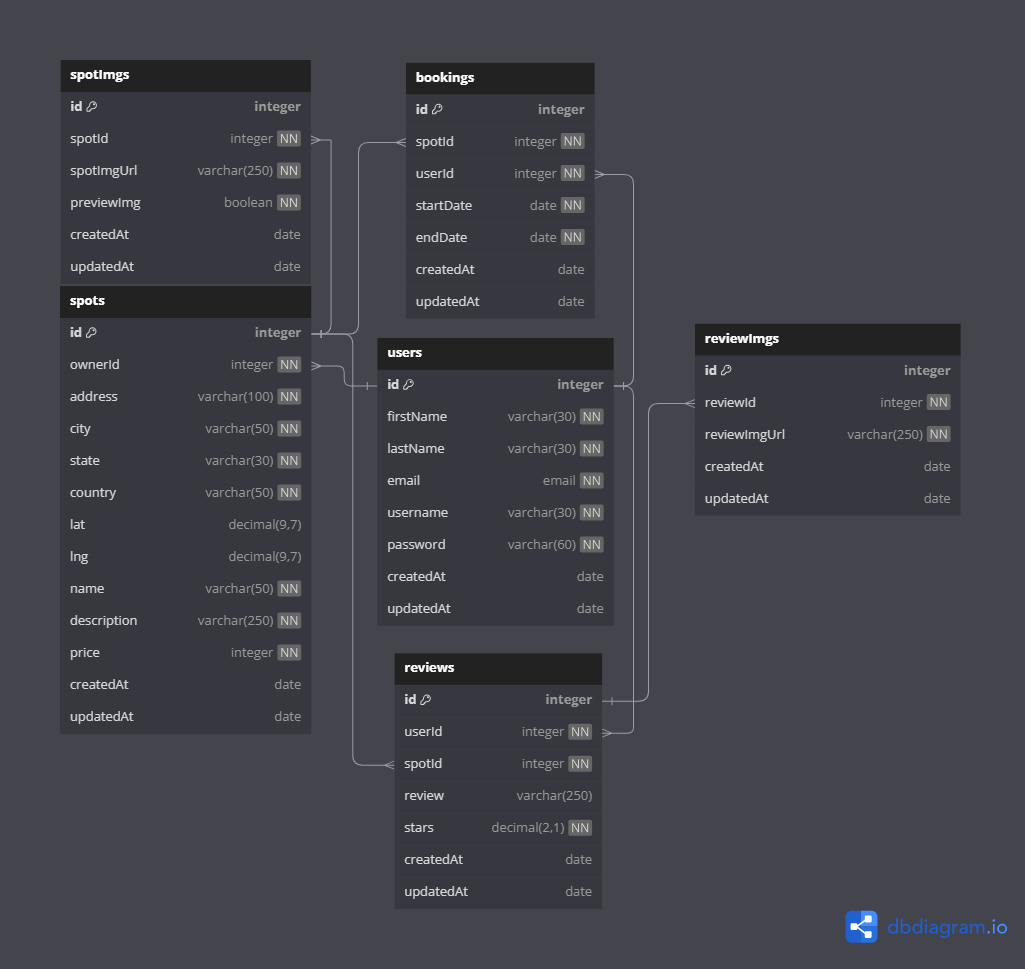 spotImgs
id integer
spotId integer NN
spotImgUrl varchar(250) NN
previewImg boolean NN
createdAt date
updatedAt date
spots
id integer
ownerId integer NN
address varchar(100) NN
city varchar(50) NN
state varchar(30) NN
country varchar(50) NN
lat decimal(9,7)
lng decimal(9,7)
name varchar(50) NN
description varchar(250) NN
price integer NN
createdAt date
updatedAt date
bookings
id integer
spotId integer NN
userId integer NN
startDate date NN
endDate date NN
createdAt date
updatedAt date
users
id integer
firstName varchar(30) NN
lastName varchar(30) NN
email email NN
username varchar(30) NN
password varchar(60) NN
createdAt date
updatedAt date
reviews
id integer
userId integer NN
spotId integer NN
review varchar(250)
stars decimal(2,1) NN
createdAt date
updatedAt date
reviewImgs
id integer
reviewId integer NN
reviewImgUrl varchar(250) NN
createdAt date
updatedAt date
dbdiagram.io